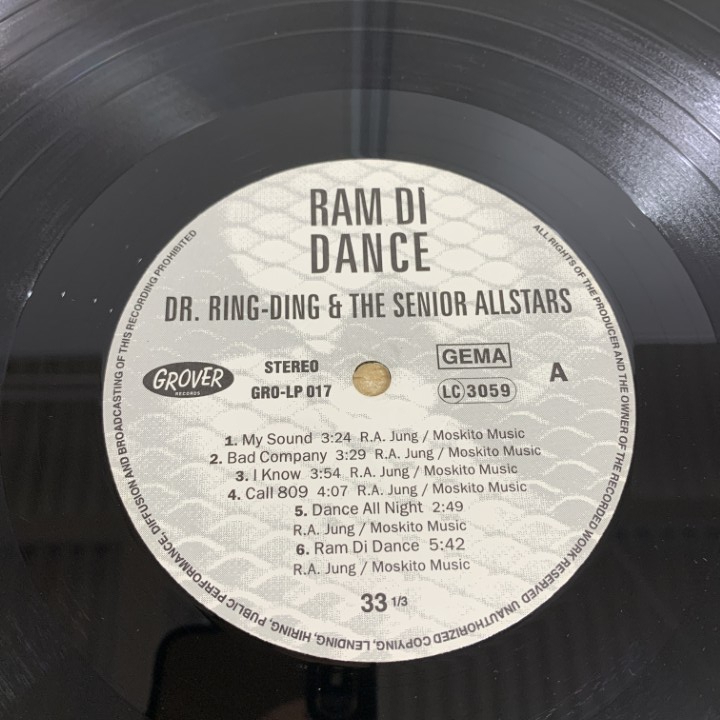 RAM DI
DANCE
DR. RING-DING & THE SENIOR ALLSTARS
GROVER
RECORDS
STEREO
GRO-LP 017
GEMA
LC 3059
A
1. My Sound 3:24 R.A. Jung / Moskito Music
2. Bad Company 3:29 R.A. Jung / Moskito Music
3. I Know 3:54 R.A. Jung / Moskito Music
4. Call 809 4:07 R.A. Jung / Moskito Music
5. Dance All Night 2:49
R.A. Jung / Moskito Music
6. Ram Di Dance 5:42
R.A. Jung / Moskito Music
33 1/3
ALL RIGHTS OF THE PRODUCER AND THE OWNER OF THE RECORDED WORK RESERVED UNAUTHORIZED COPYING, LENDING, HIRING, PUBLIC PERFORMANCE, DIFFUSION AND BROADCASTING OF THIS RECORDING PROHIBITED